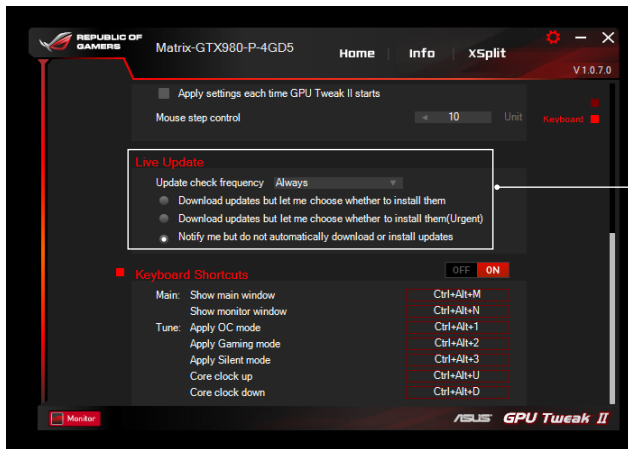 REPUBLIC OF
GAMERS
Matrix-GTX980-P-4GD5
Home
Info
XSplit
V 1.0.7.0
Apply settings each time GPU Tweak II starts
Mouse step control
10
Unit
Keyboard
Live Update
Update check frequency Always
Download updates but let me choose whether to install them
Download updates but let me choose whether to install them(Urgent)
Notify me but do not automatically download or install updates
Keyboard Shortcuts
OFF ON
Main: Show main window Ctrl+Alt+M
Show monitor window Ctrl+Alt+N
Tune: Apply OC mode Ctrl+Alt+1
Apply Gaming mode Ctrl+Alt+2
Apply Silent mode Ctrl+Alt+3
Core clock up Ctrl+Alt+U
Core clock down Ctrl+Alt+D
Monitor
ASUS GPU Tweak II